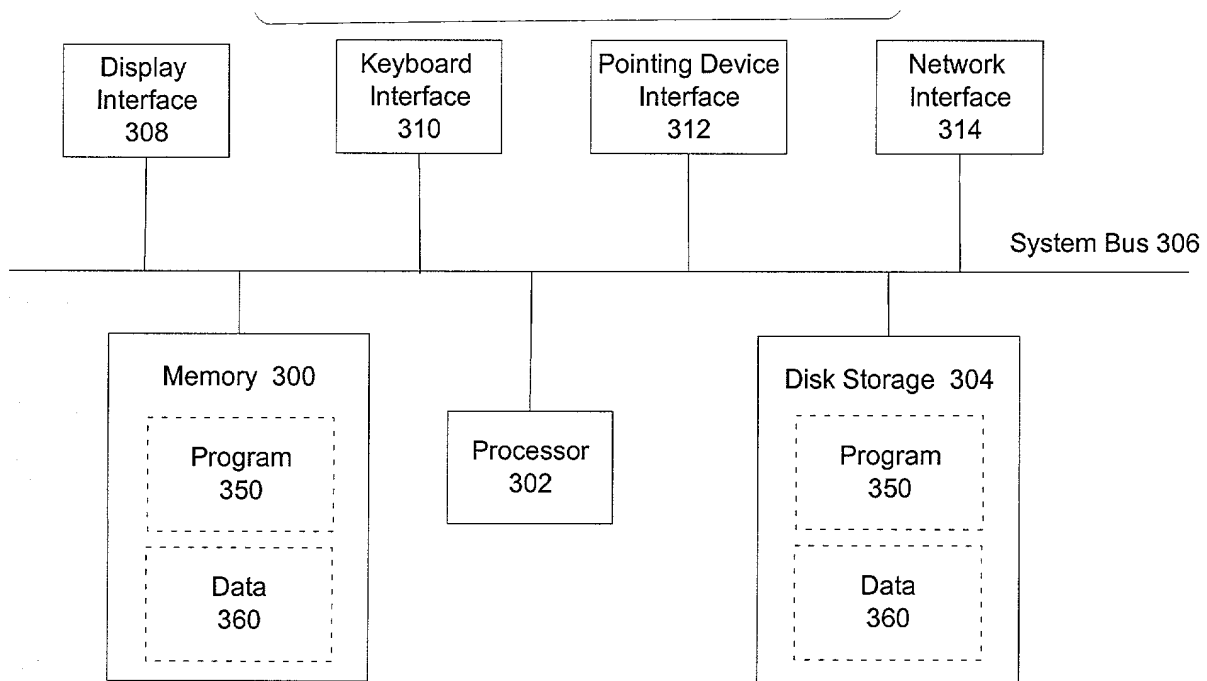 Display
Interface
308
Keyboard
Interface
310
Pointing Device
Interface
312
Network
Interface
314
System Bus 306
Memory 300
Program
350
Data
360
Processor
302
Disk Storage 304
Program
350
Data
360